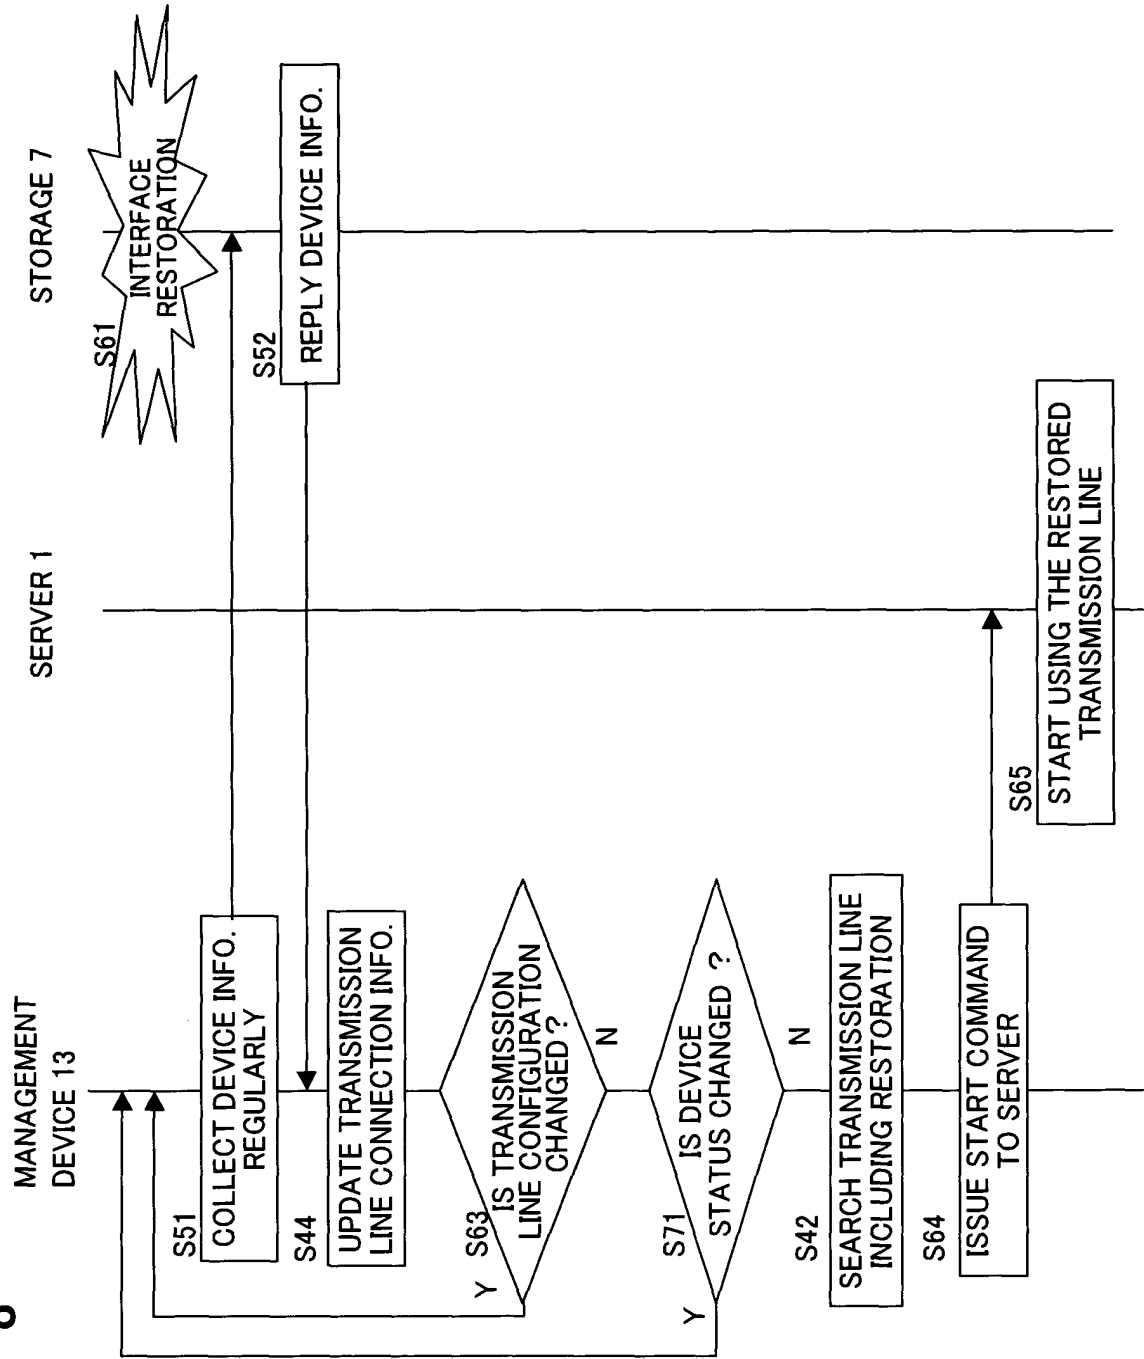 MANAGEMENT
DEVICE 13
SERVER 1
STORAGE 7
S61
INTERFACE
RESTORATION
S51
COLLECT DEVICE INFO.
REGULARLY
S52
REPLY DEVICE INFO.
S44
UPDATE TRANSMISSION
LINE CONNECTION INFO.
S63
IS TRANSMISSION
LINE CONFIGURATION
CHANGED ?
Y
N
S71
IS DEVICE
STATUS CHANGED ?
Y
N
S42
SEARCH TRANSMISSION LINE
INCLUDING RESTORATION
S64
ISSUE START COMMAND
TO SERVER
S65
START USING THE RESTORED
TRANSMISSION LINE